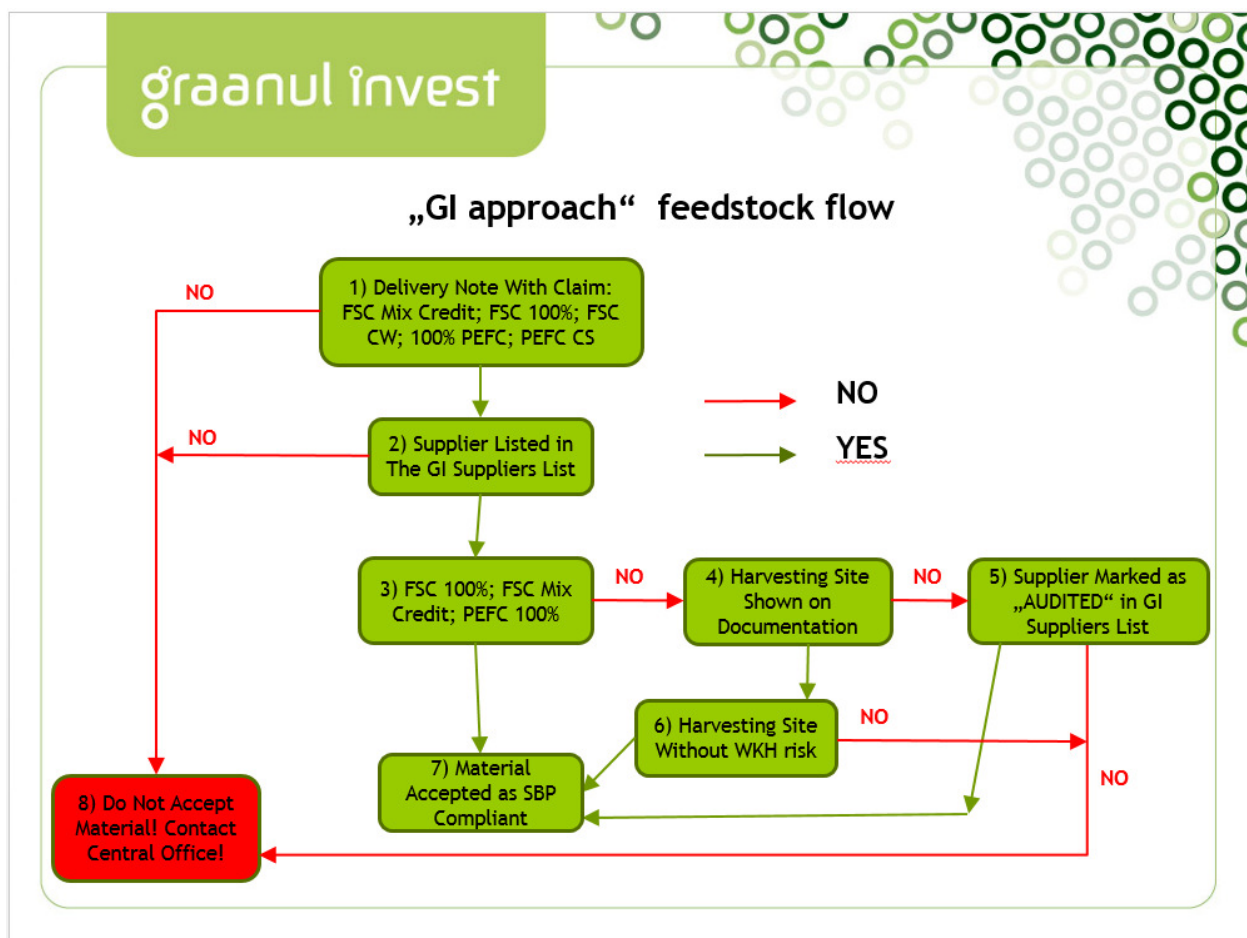 graanul invest
„GI approach“ feedstock flow
1) Delivery Note With Claim:
FSC Mix Credit; FSC 100%; FSC
CW; 100% PEFC; PEFC CS
NO
NO
YES
2) Supplier Listed in
The GI Suppliers List
NO
3) FSC 100%; FSC Mix
Credit; PEFC 100%
NO
4) Harvesting Site
Shown on
Documentation
NO
5) Supplier Marked as
„AUDITED“ in GI
Suppliers List
6) Harvesting Site
Without WKH risk
NO
7) Material
Accepted as SBP
Compliant
NO
8) Do Not Accept
Material! Contact
Central Office!